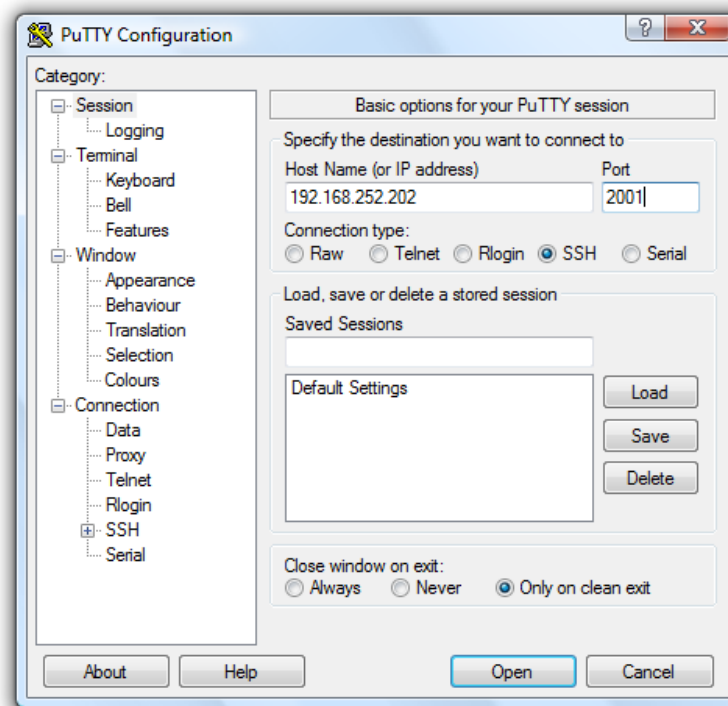 PuTTY Configuration
Category:
Session
Logging
Terminal
Keyboard
Bell
Features
Window
Appearance
Behaviour
Translation
Selection
Colours
Connection
Data
Proxy
Telnet
Rlogin
SSH
Serial
Basic options for your PuTTY session
Specify the destination you want to connect to
Host Name (or IP address) Port
192.168.252.202 2001
Connection type:
Raw Telnet Rlogin SSH Serial
Load, save or delete a stored session
Saved Sessions
Default Settings
Load
Save
Delete
Close window on exit:
Always Never Only on clean exit
About Help Open Cancel